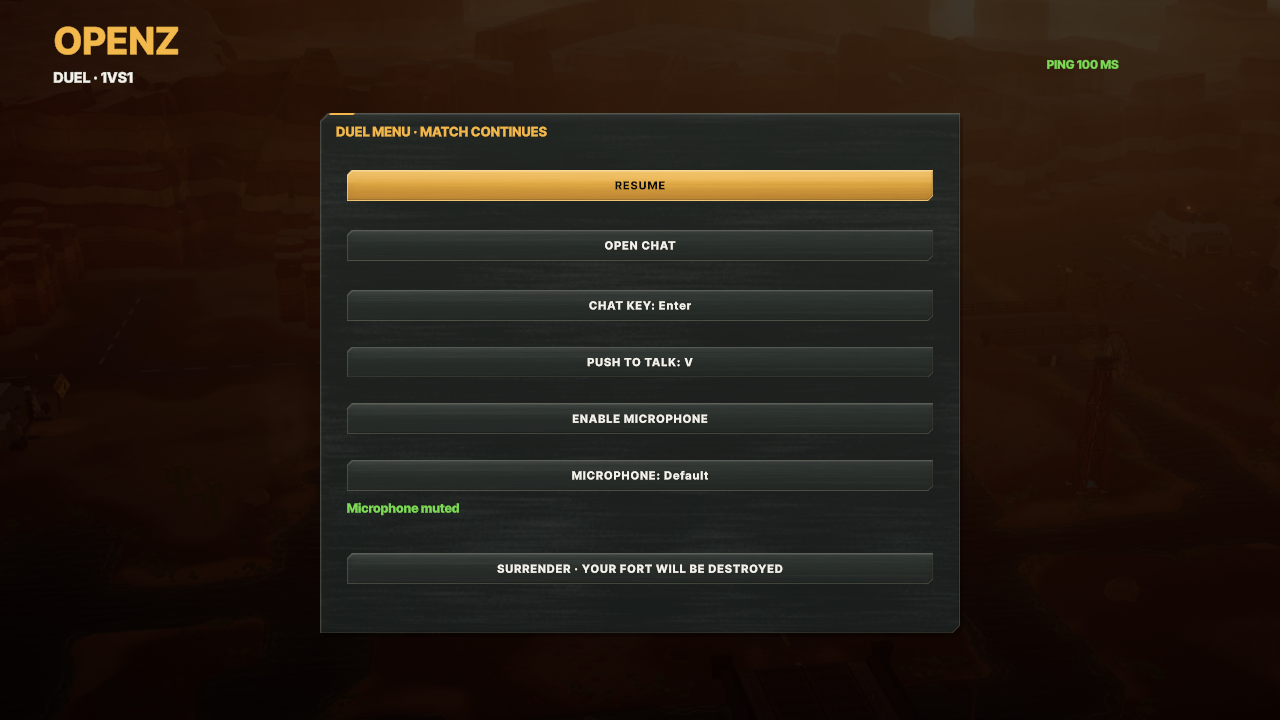 OPENZ
DUEL · 1VS1
PING 100 MS
DUEL MENU · MATCH CONTINUES
RESUME
OPEN CHAT
CHAT KEY: Enter
PUSH TO TALK: V
ENABLE MICROPHONE
MICROPHONE: Default
Microphone muted
SURRENDER · YOUR FORT WILL BE DESTROYED